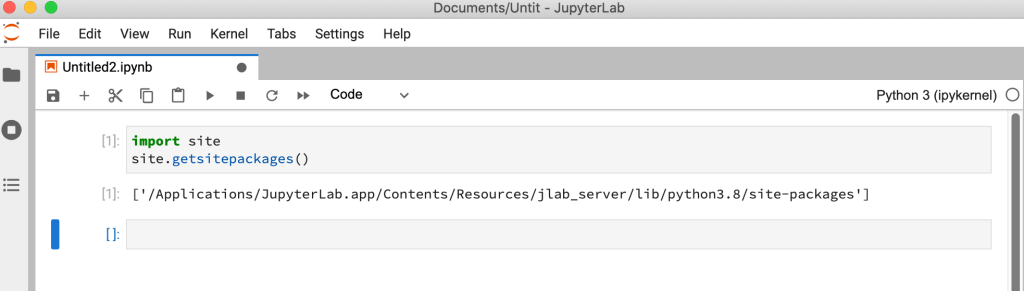 Documents/Untit - JupyterLab
File Edit View Run Kernel Tabs Settings Help
Untitled2.ipynb
Code Python 3 (ipykernel)
[1]: import site
site.getsitepackages()
[1]: ['/Applications/JupyterLab.app/Contents/Resources/jlab_server/lib/python3.8/site-packages']
[]: